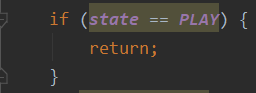 if (state == PLAY) {
return;
}